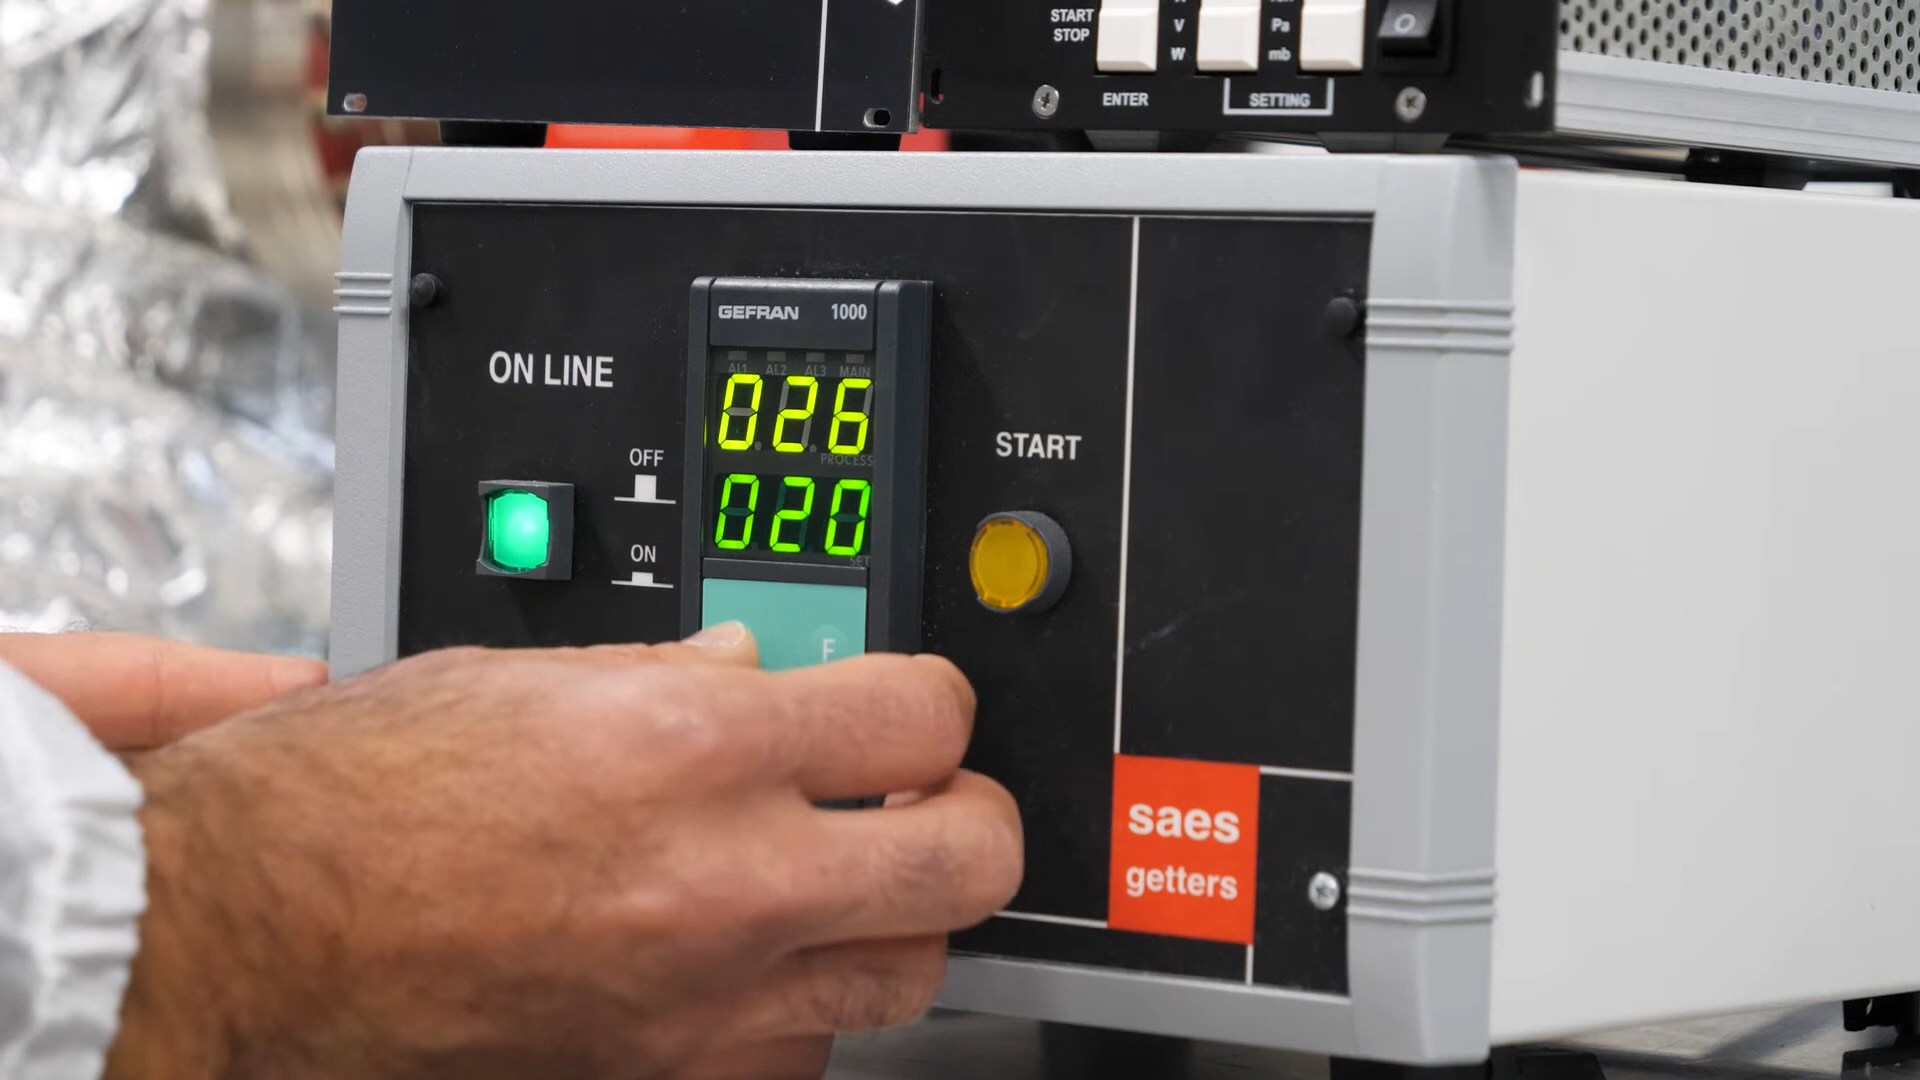 START
STOP
V
W
Pa
mb
ENTER
SETTING
GEFRAN 1000
AL1 AL2 AL3 MAIN
ON LINE
026
PROCESS
OFF
START
020
SET
ON
F
saes
getters